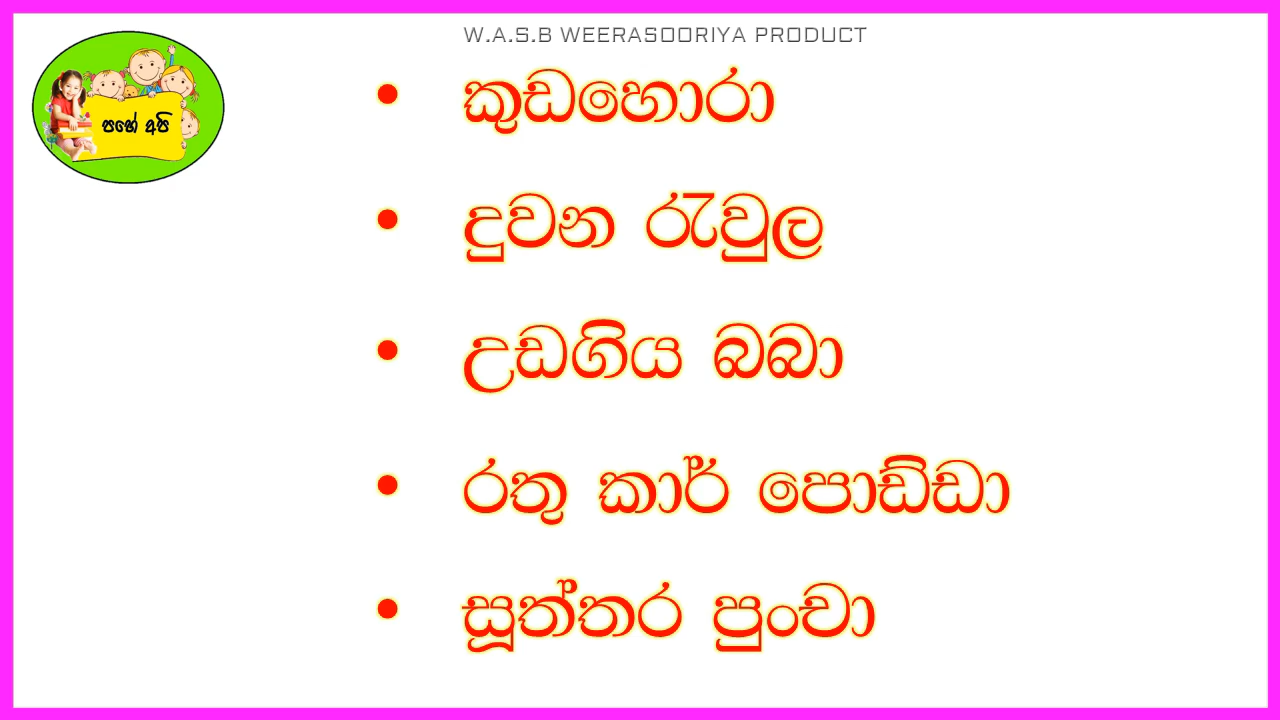 W.A.S.B WEERASOORIYA PRODUCT
පහේ අපි
• කුඩහොරා
• දුවන රැවුල
• උඩගිය බබා
• රතු කාර් පොඩ්ඩා
• සූත්තර පුංචා